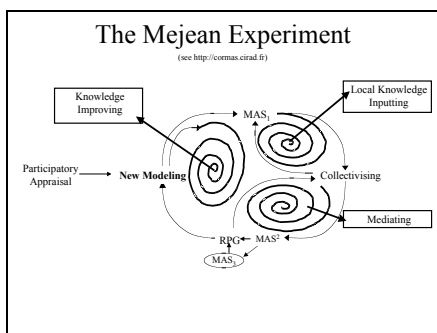 The Mejean Experiment
(see http://cormas.cirad.fr)
Knowledge
Improving
Local Knowledge
Inputting
MAS₁
Participatory
Appraisal
New Modeling
Collectivising
Mediating
RPG
MAS²
MAS₃